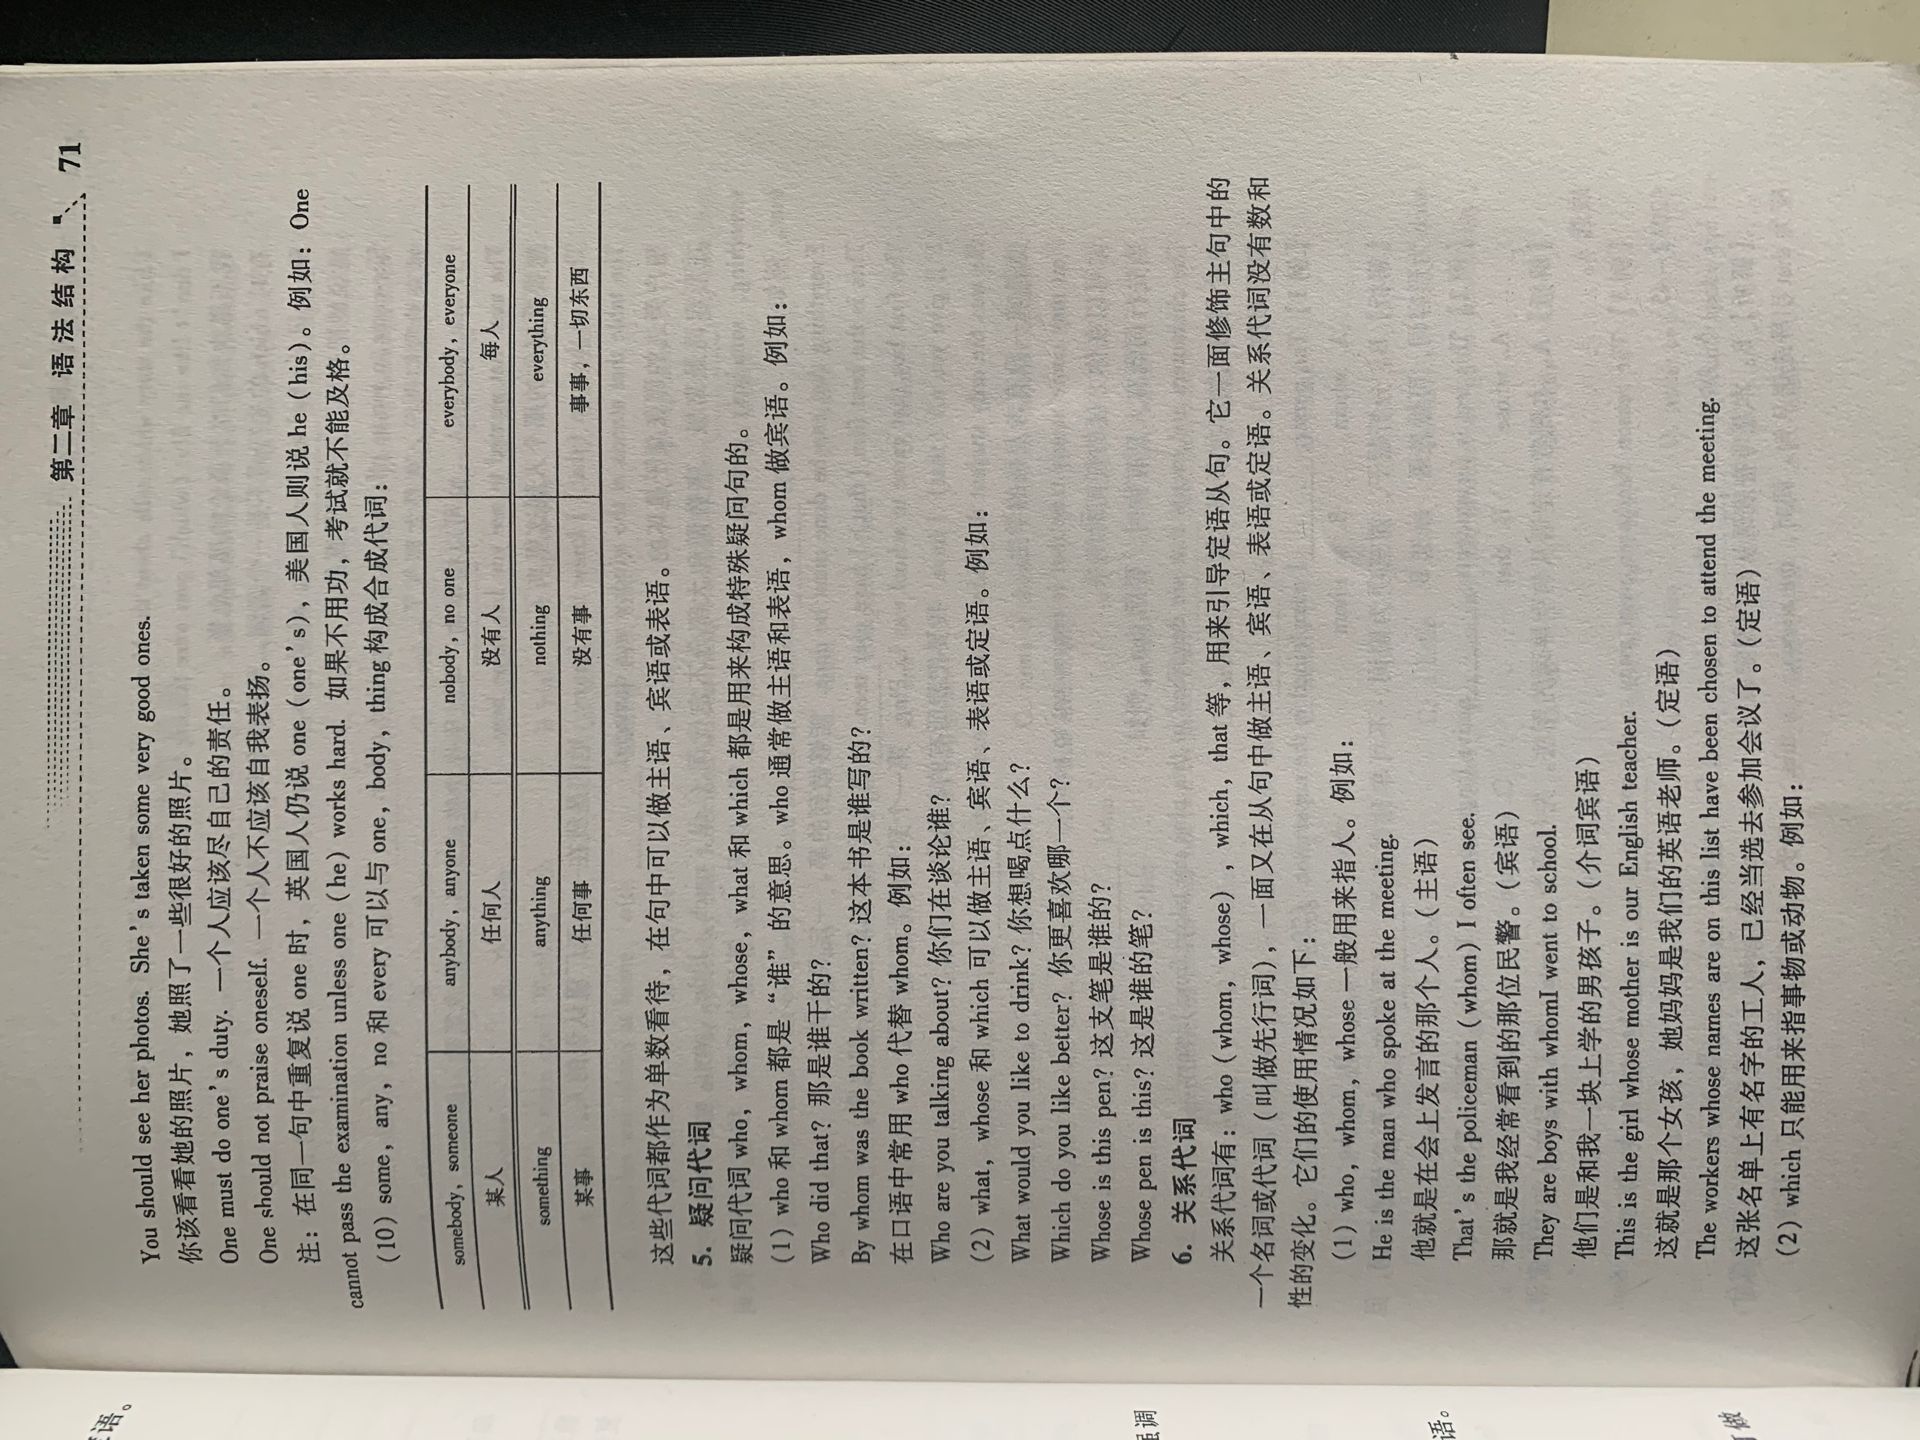 第二章 语法结构 71
You should see her photos. She's taken some very good ones.
你该看看她的照片，她照了一些很好的照片。
One must do one's duty. 一个人应该尽自己的责任。
One should not praise oneself. 一个人不应该自我表扬。
注：在同一句中重复说 one 时，英国人仍说 one（one's），美国人则说 he（his）。例如：One
cannot pass the examination unless one（he）works hard. 如果不用功，考试就不能及格。
（10）some，any，no 和 every 可以与 one，body，thing 构成合成代词：
somebody，someone anybody，anyone nobody，no one everybody，everyone
某人 任何人 没有人 每人
something anything nothing everything
某事 任何事 没有事 事事，一切东西
这些代词都作为单数看待，在句中可以做主语、宾语或表语。
5. 疑问代词
疑问代词 who，whom，whose，what 和 which 都是用来构成特殊疑问句的。
（1）who 和 whom 都是“谁”的意思。who 通常做主语和表语，whom 做宾语。例如：
Who did that? 那是谁干的？
By whom was the book written? 这本书是谁写的？
在口语中常用 who 代替 whom。例如：
Who are you talking about? 你们在谈论谁？
（2）what，whose 和 which 可以做主语、宾语、表语或定语。例如：
What would you like to drink? 你想喝点什么？
Which do you like better? 你更喜欢哪一个？
Whose is this pen? 这支笔是谁的？
Whose pen is this? 这是谁的笔？
6. 关系代词
关系代词有：who（whom，whose），which，that 等，用来引导定语从句。它一面修饰主句中的
一个名词或代词（叫做先行词），一面又在从句中做主语、宾语、表语或定语。关系代词没有数和
性的变化。它们的使用情况如下：
（1）who，whom，whose 一般用来指人。例如：
He is the man who spoke at the meeting.
他就是在会上发言的那个人。（主语）
That's the policeman（whom）I often see.
那就是我经常看到的那位民警。（宾语）
They are boys with whomI went to school.
他们是和我一块上学的男孩子。（介词宾语）
This is the girl whose mother is our English teacher.
这就是那个女孩，她妈妈是我们的英语老师。（定语）
The workers whose names are on this list have been chosen to attend the meeting.
这张名单上有名字的工人，已经当选去参加会议了。（定语）
（2）which 只能用来指事物或动物。例如：